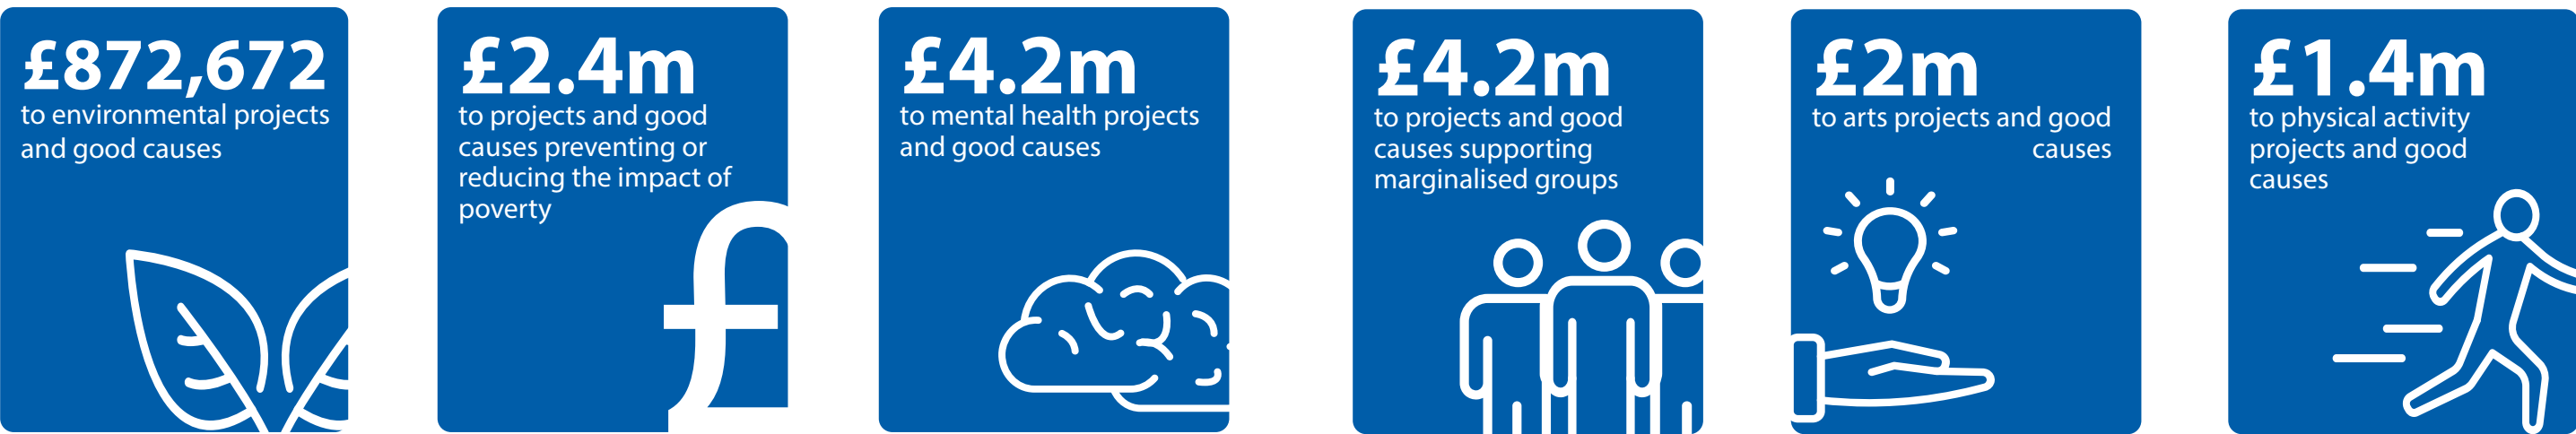 £872,672
to environmental projects
and good causes
£2.4m
to projects and good
causes preventing or
reducing the impact of
poverty
£4.2m
to mental health projects
and good causes
£4.2m
to projects and good
causes supporting
marginalised groups
£2m
to arts projects and good
causes
£1.4m
to physical activity
projects and good
causes